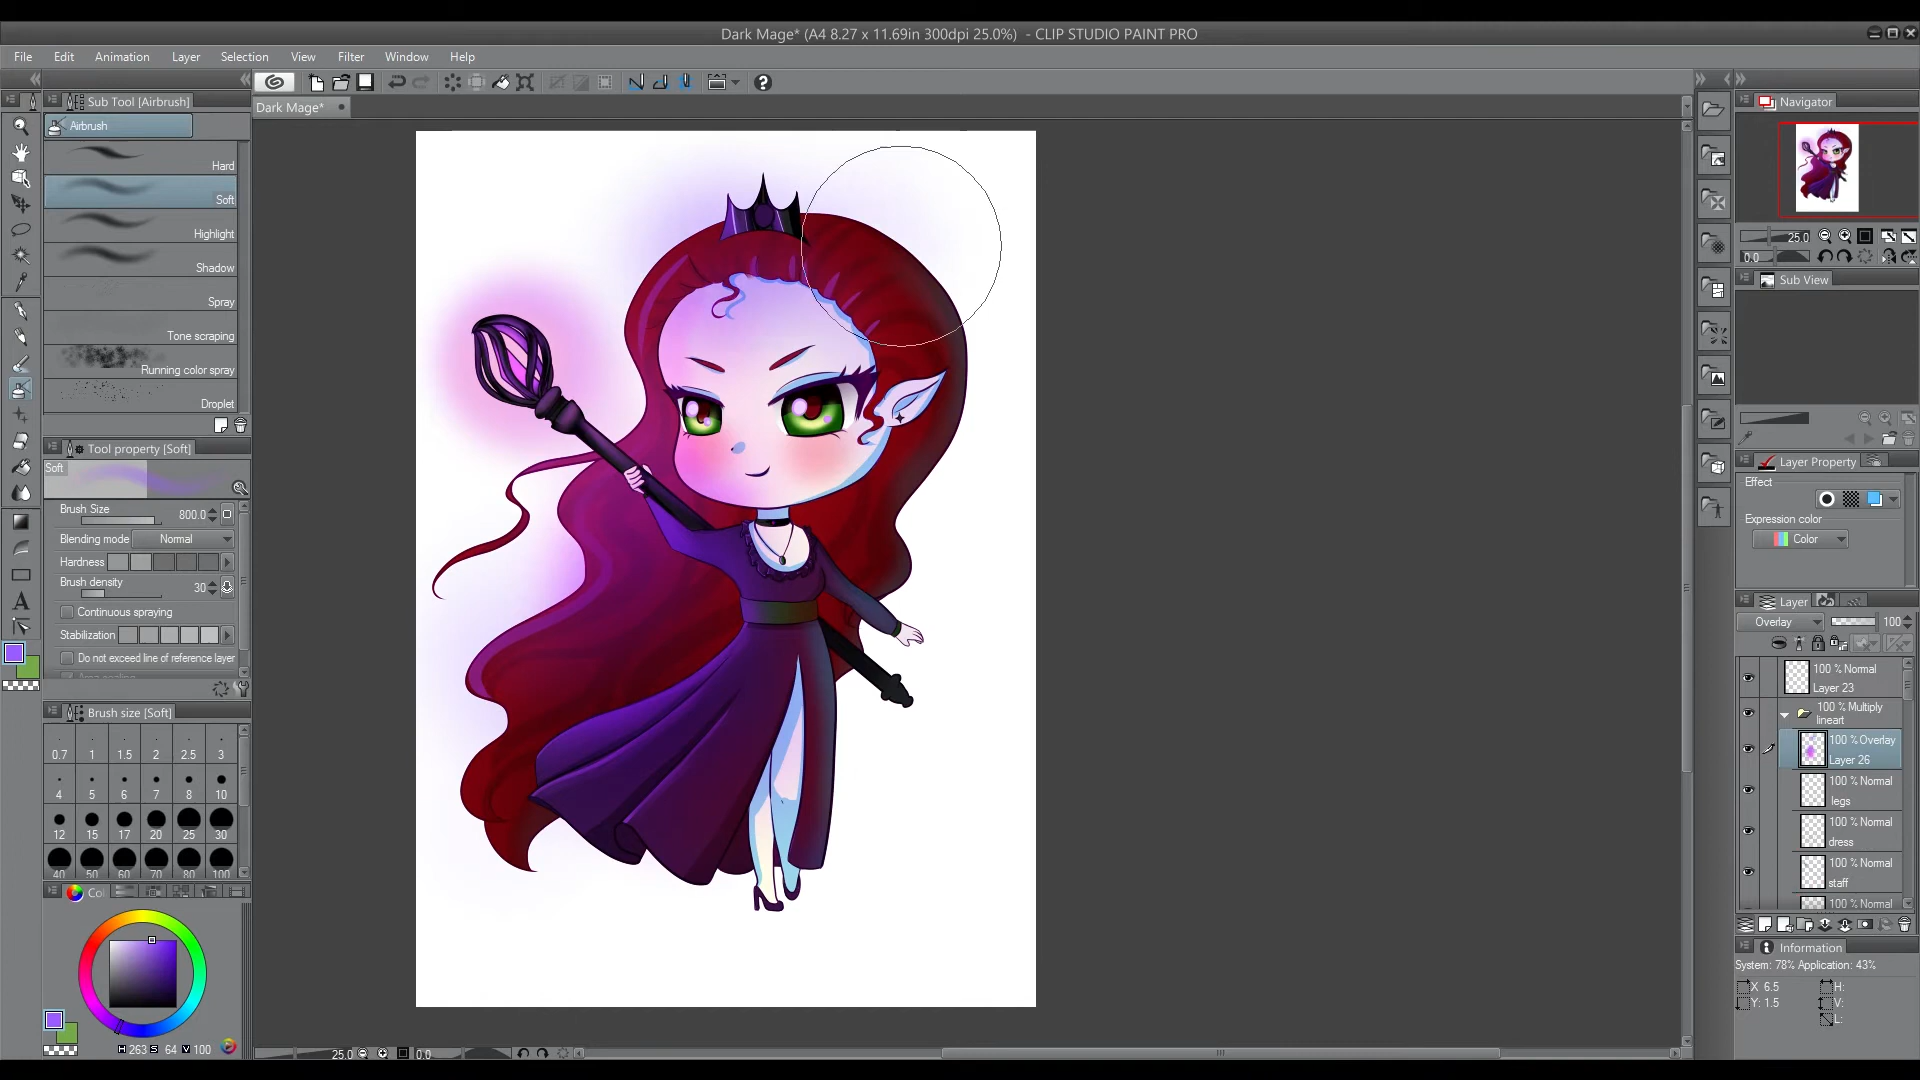 Dark Mage* (A4 8.27 x 11.69in 300dpi 25.0%) - CLIP STUDIO PAINT PRO
File Edit Animation Layer Selection View Filter Window Help
Sub Tool [Airbrush]
Airbrush
Hard
Soft
Highlight
Shadow
Spray
Tone scraping
Running color spray
Droplet
Tool property [Soft]
Soft
Brush Size 800.0
Blending mode Normal
Hardness
Brush density 30
Continuous spraying
Stabilization
Do not exceed line of reference layer
Brush size [Soft]
0.7 1 1.5 2 2.5 3
4 5 6 7 8 10
12 15 17 20 25 30
40 50 60 70 80 100
Co
H 263 S 64 V 100
Dark Mage*
25.0 0.0
Navigator
25.0
0.0
Sub View
Layer Property
Effect
Expression color
Color
Layer
Overlay 100
100 % Normal
Layer 23
100 % Multiply
lineart
100 % Overlay
Layer 26
100 % Normal
legs
100 % Normal
dress
100 % Normal
staff
100 % Normal
Information
System: 78% Application: 43%
X 6.5 H:
Y: 1.5 V:
L: